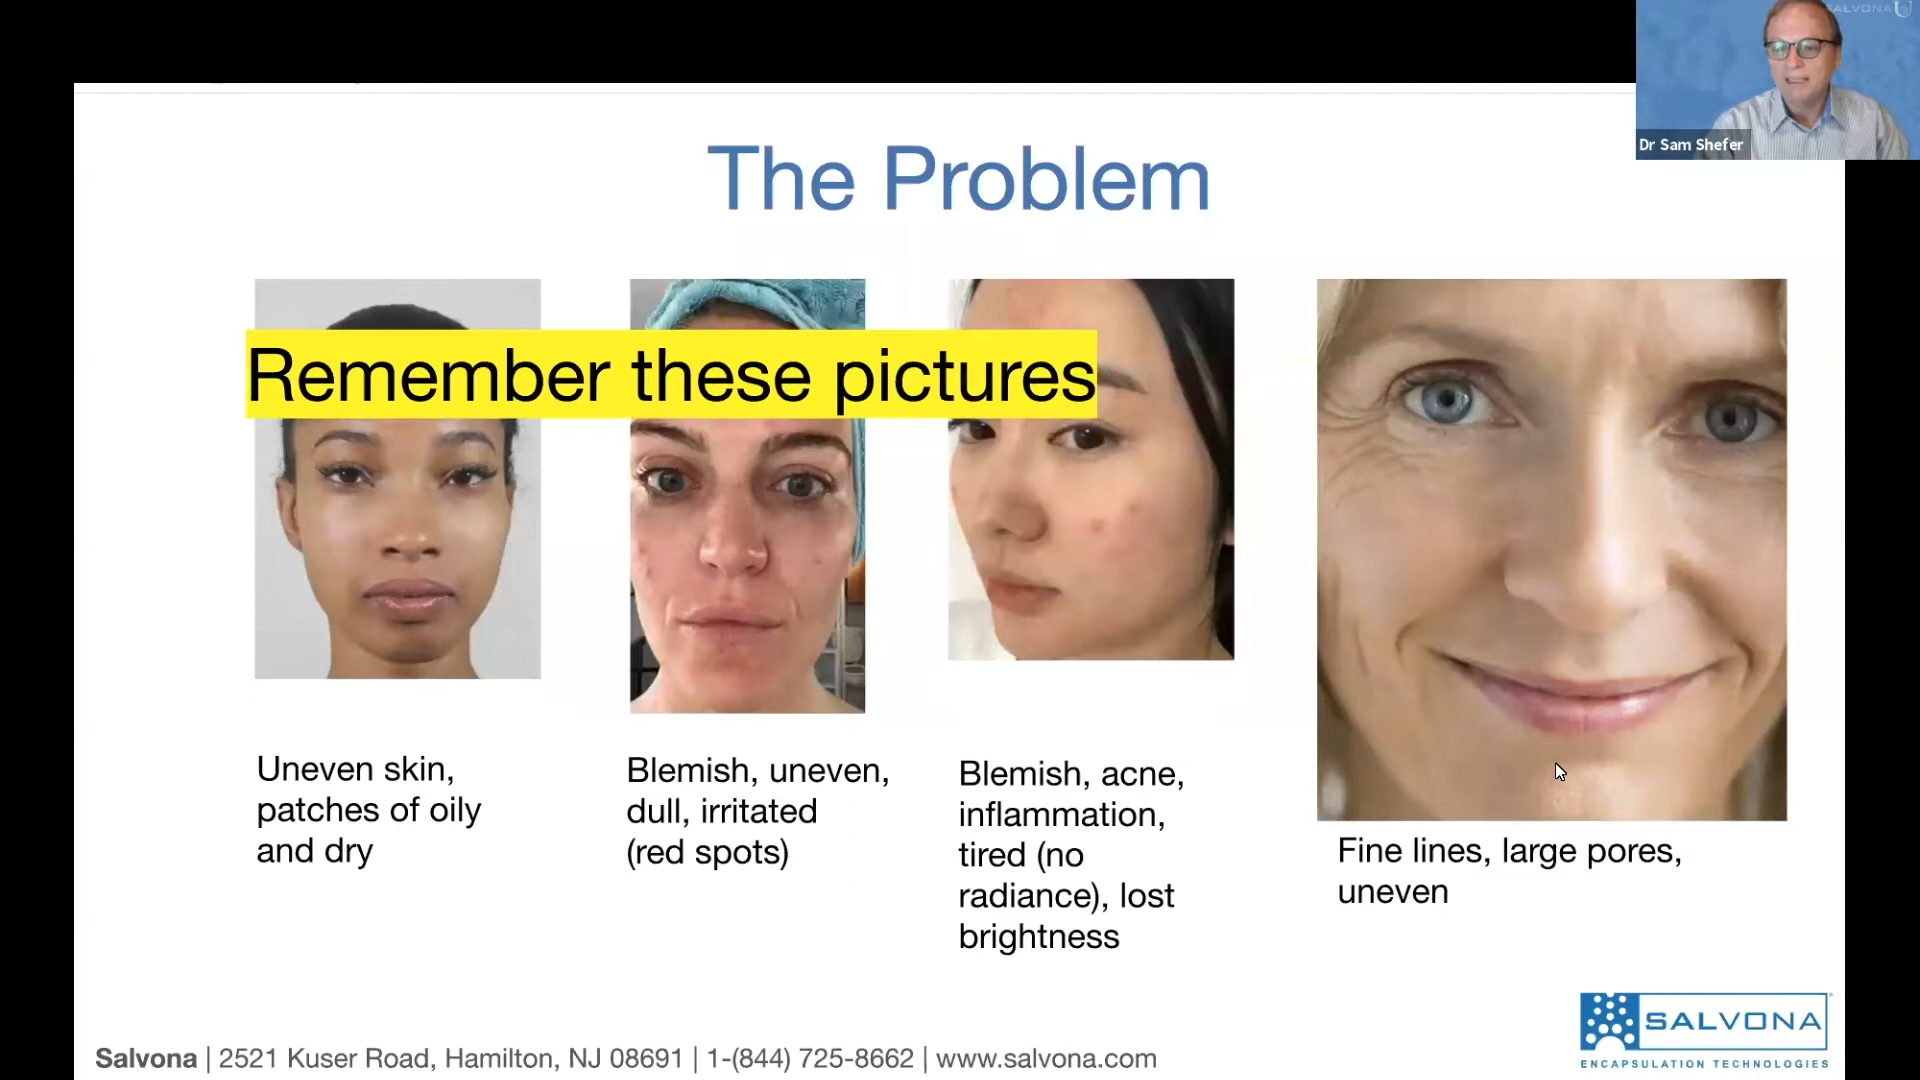 SALVONA
Dr Sam Shefer
The Problem
Remember these pictures
Uneven skin,
patches of oily
and dry
Blemish, uneven,
dull, irritated
(red spots)
Blemish, acne,
inflammation,
tired (no
radiance), lost
brightness
Fine lines, large pores,
uneven
SALVONA
ENCAPSULATION TECHNOLOGIES
Salvona | 2521 Kuser Road, Hamilton, NJ 08691 | 1-(844) 725-8662 | www.salvona.com